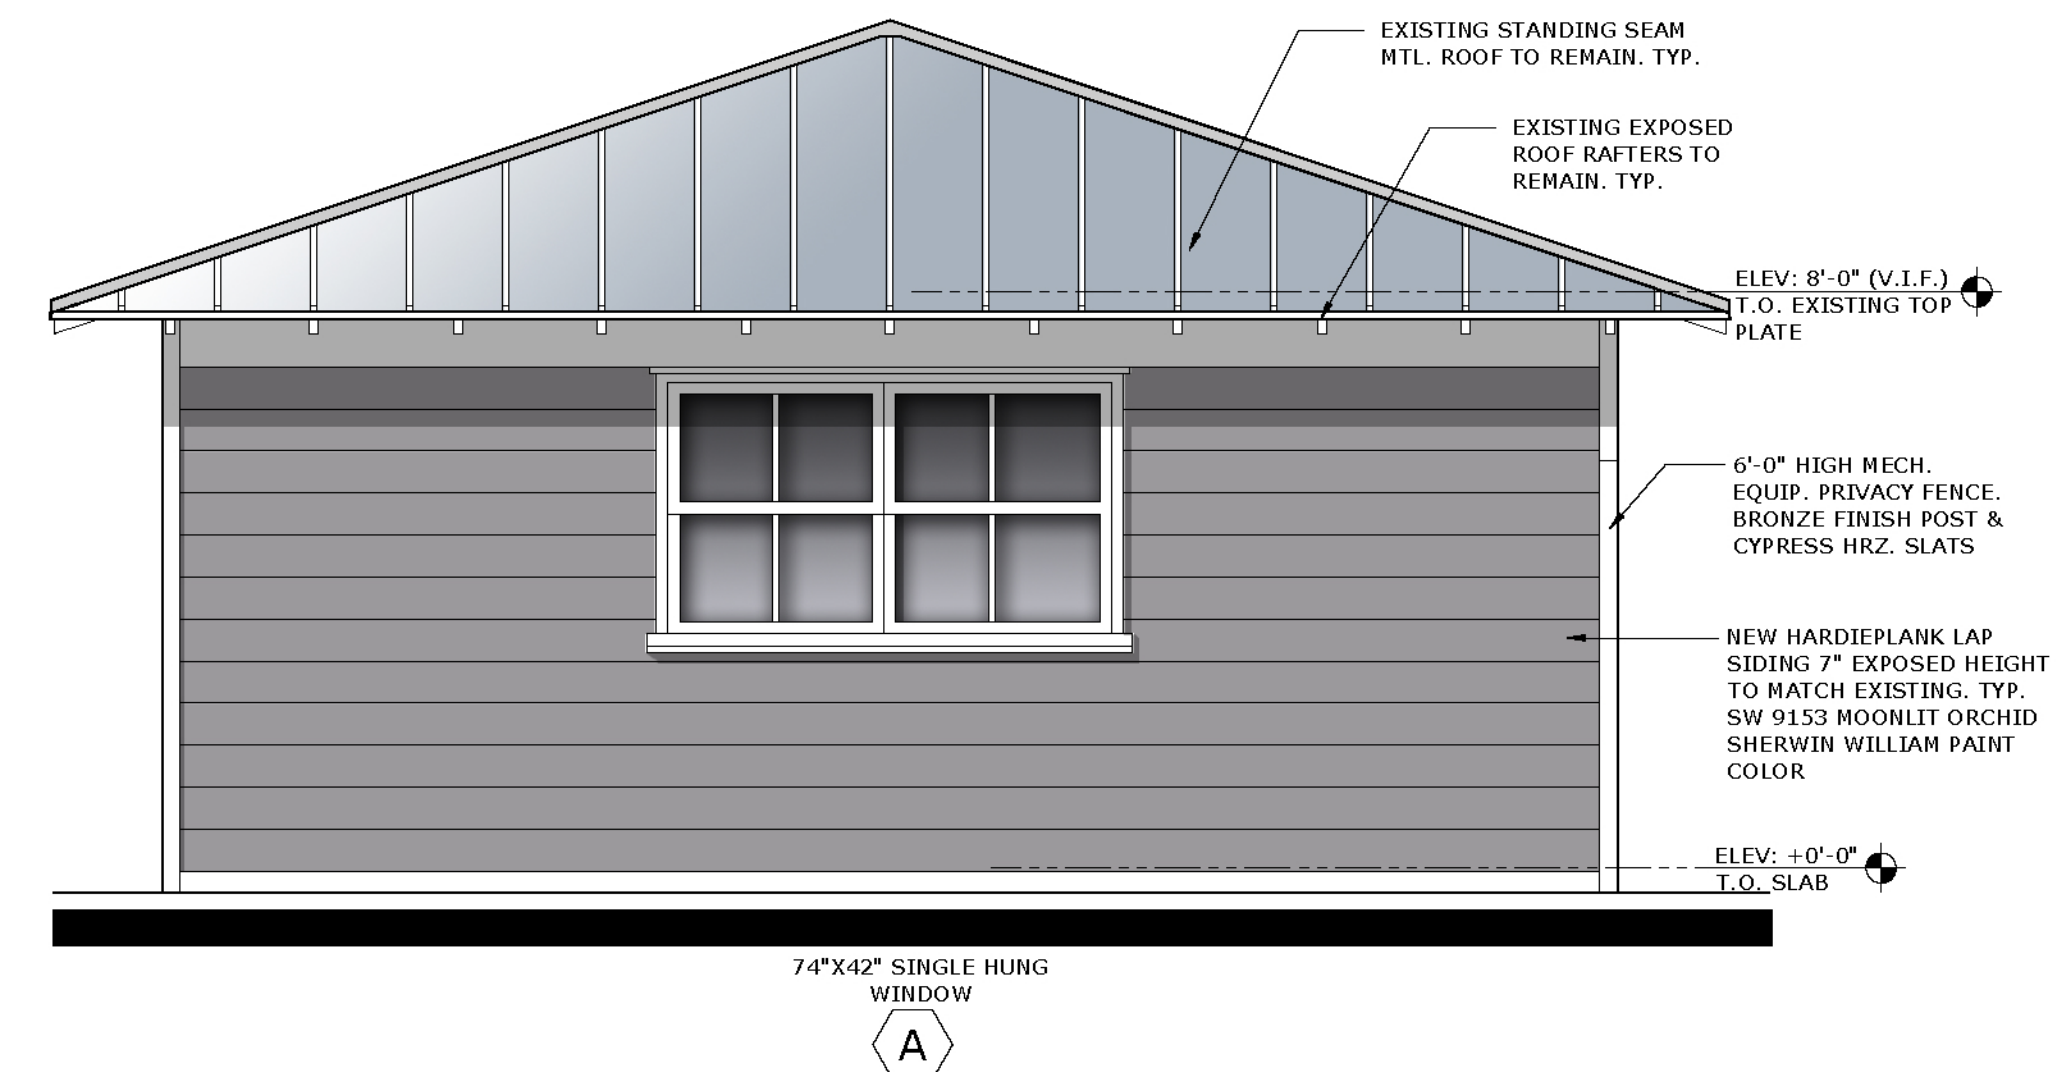 EXISTING STANDING SEAM
MTL. ROOF TO REMAIN. TYP.
EXISTING EXPOSED
ROOF RAFTERS TO
REMAIN. TYP.
ELEV: 8'-0" (V.I.F.)
T.O. EXISTING TOP
PLATE
6'-0" HIGH MECH.
EQUIP. PRIVACY FENCE.
BRONZE FINISH POST &
CYPRESS HRZ. SLATS
NEW HARDIEPLANK LAP
SIDING 7" EXPOSED HEIGHT
TO MATCH EXISTING. TYP.
SW 9153 MOONLIT ORCHID
SHERWIN WILLIAM PAINT
COLOR
ELEV: +0'-0"
T.O. SLAB
74"X42" SINGLE HUNG
WINDOW
A